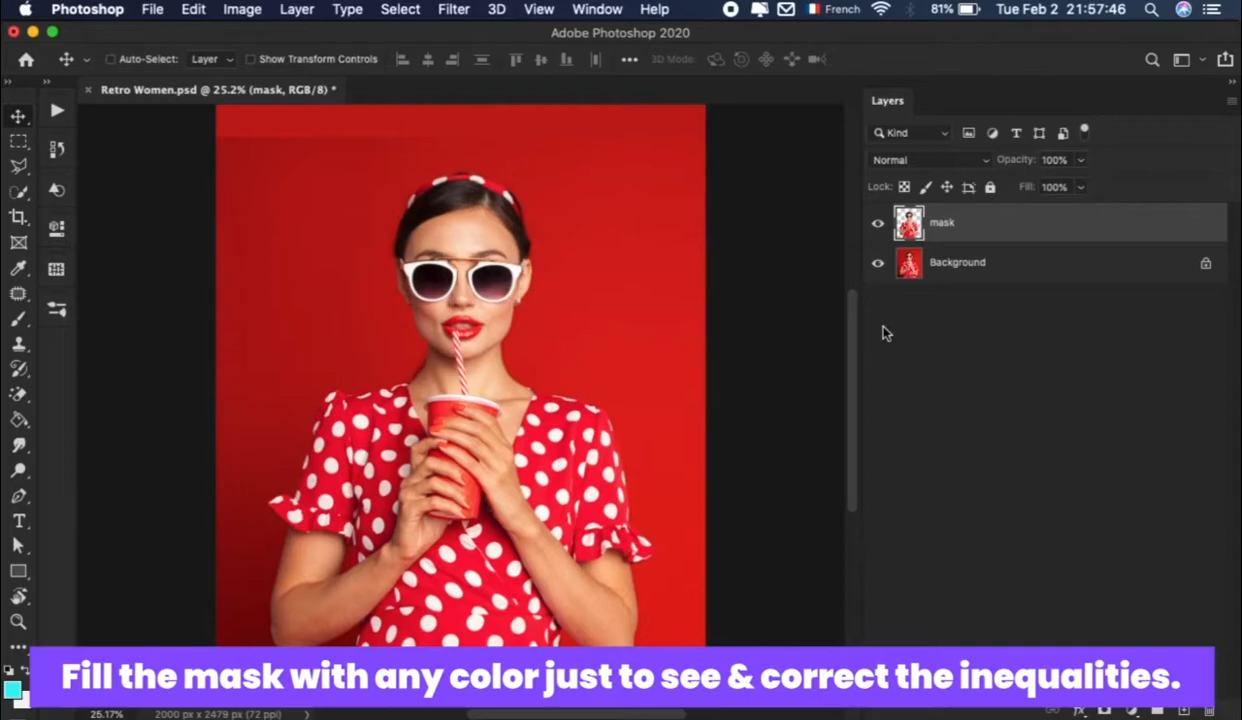 Photoshop File Edit Image Layer Type Select Filter 3D View Window Help French 81% Tue Feb 2 21:57:46
Adobe Photoshop 2020
Auto-Select: Layer Show Transform Controls 3D Mode:
Retro Women.psd @ 25.2% (mask, RGB/8) *
Layers
Kind
Normal Opacity: 100%
Lock: Fill: 100%
mask
Background
Fill the mask with any color just to see & correct the inequalities.
25.17% 2000 px x 2479 px (72 ppi)